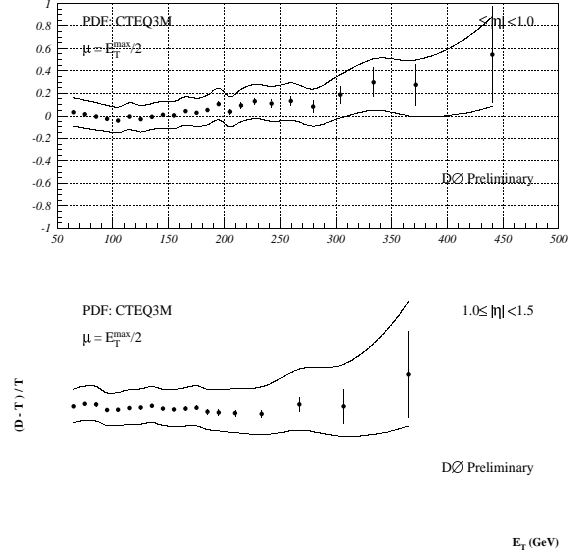 1
PDF: CTEQ3M
≤ |η| <1.0
0.8
μ = E_T^max/2
0.6
0.4
0.2
0
-0.2
-0.4
DØ Preliminary
-0.6
-0.8
-1
50 100 150 200 250 300 350 400 450 500
PDF: CTEQ3M
1.0≤ |η| <1.5
μ = E_T^max/2
(D - T) / T
DØ Preliminary
E_T (GeV)